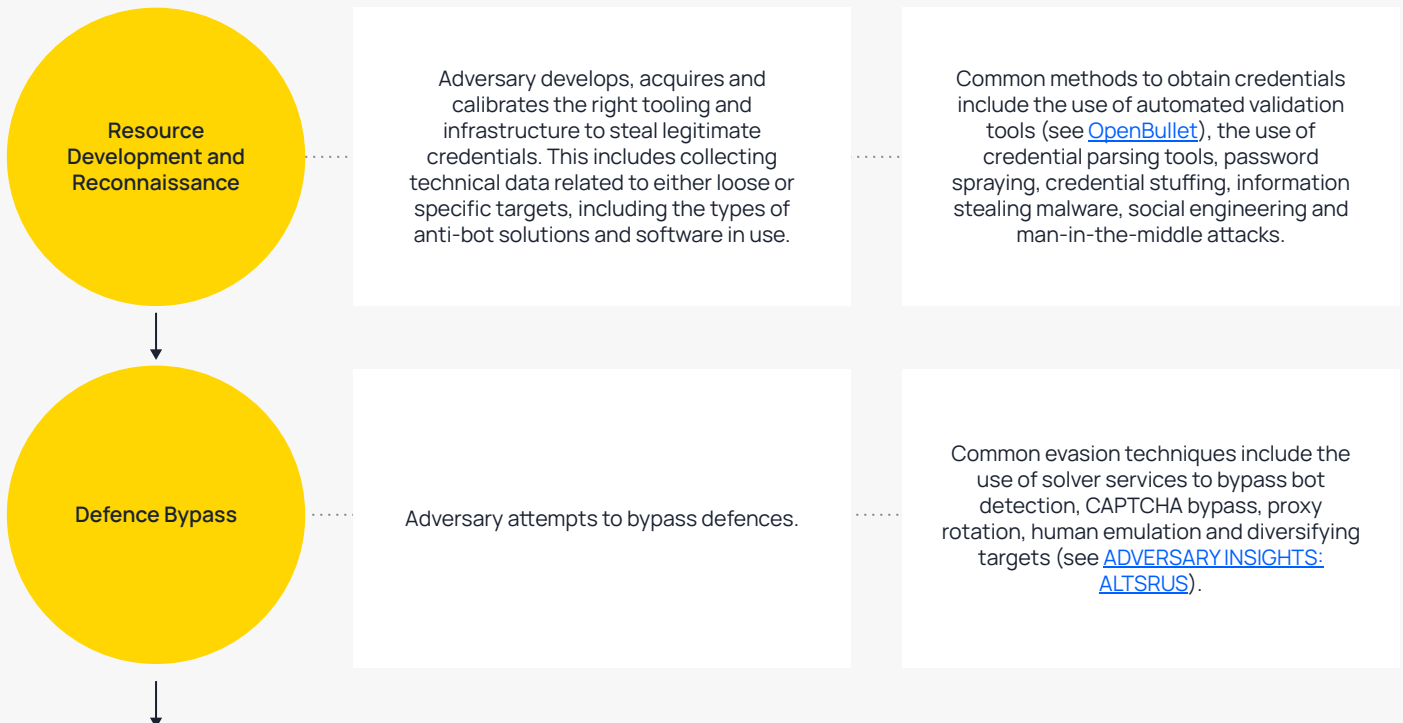 Resource
Development and
Reconnaissance
Adversary develops, acquires and
calibrates the right tooling and
infrastructure to steal legitimate
credentials. This includes collecting
technical data related to either loose or
specific targets, including the types of
anti-bot solutions and software in use.
Common methods to obtain credentials
include the use of automated validation
tools (see OpenBullet), the use of
credential parsing tools, password
spraying, credential stuffing, information
stealing malware, social engineering and
man-in-the-middle attacks.
Defence Bypass
Adversary attempts to bypass defences.
Common evasion techniques include the
use of solver services to bypass bot
detection, CAPTCHA bypass, proxy
rotation, human emulation and diversifying
targets (see ADVERSARY INSIGHTS:
ALTSRUS).